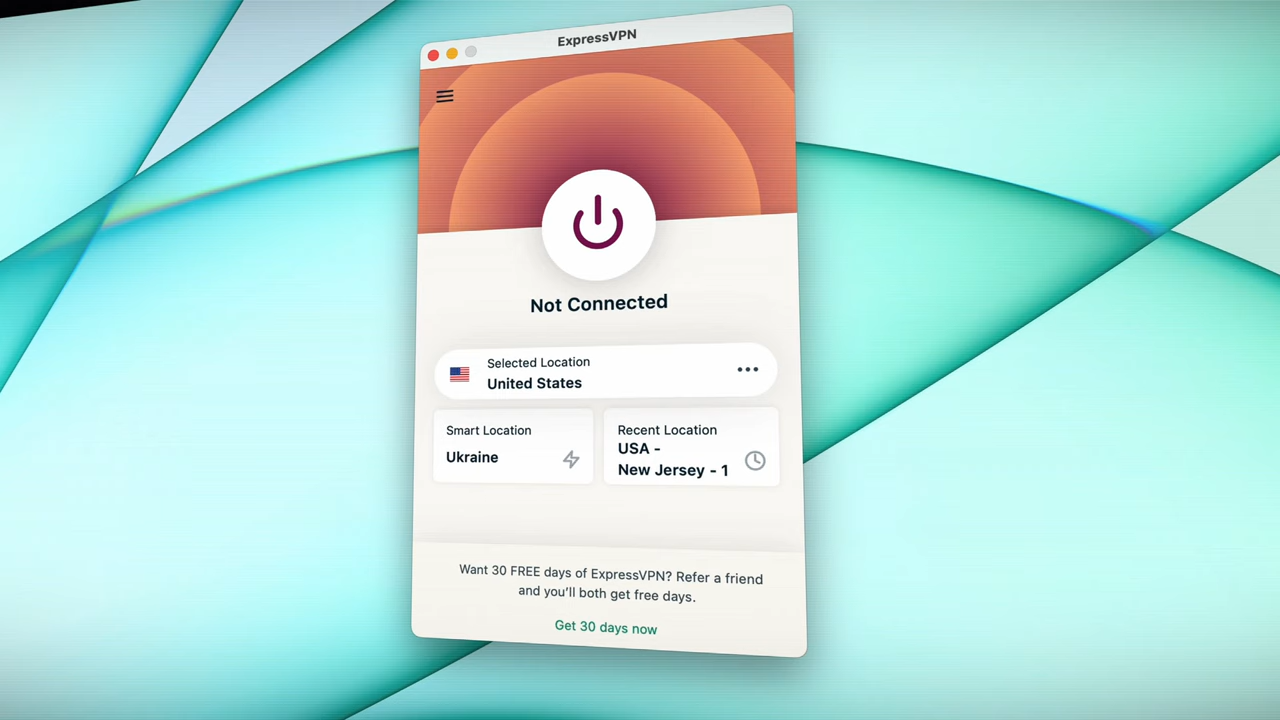 ExpressVPN
Not Connected
Selected Location
United States
Smart Location
Ukraine
Recent Location
USA -
New Jersey - 1
Want 30 FREE days of ExpressVPN? Refer a friend
and you'll both get free days.
Get 30 days now